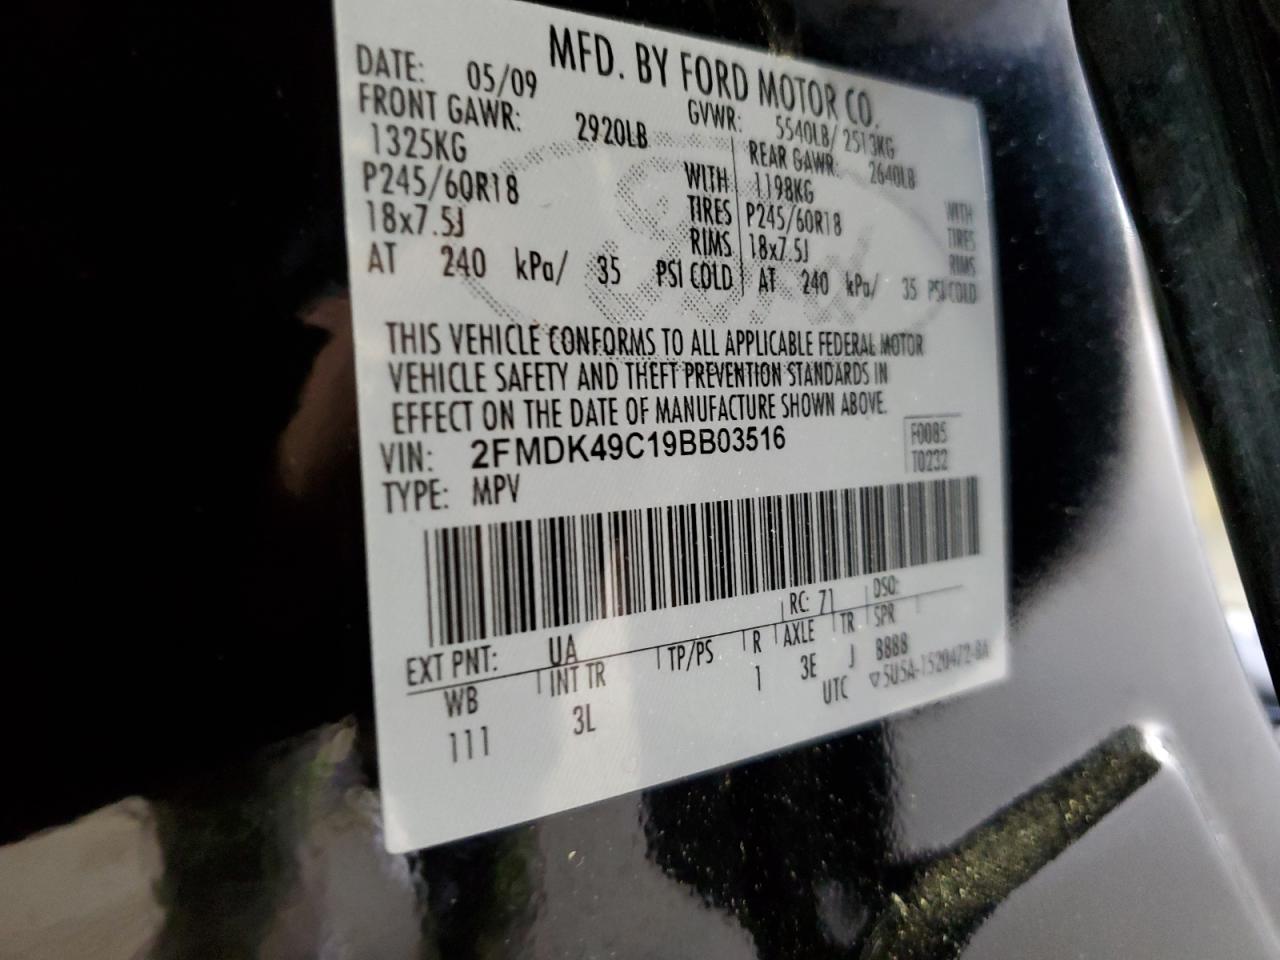 MFD. BY FORD MOTOR CO.
DATE: 05/09 GVWR: 5540LB/ 2513KG
FRONT GAWR: 2920LB REAR GAWR: 2640LB
1325KG WITH 1198KG WITH
P245/60R18 TIRES P245/60R18 TIRES
18x7.5J RIMS 18x7.5J RIMS
AT 240 kPa/ 35 PSI COLD AT 240 kPa/ 35 PSI COLD
THIS VEHICLE CONFORMS TO ALL APPLICABLE FEDERAL MOTOR
VEHICLE SAFETY AND THEFT PREVENTION STANDARDS IN
EFFECT ON THE DATE OF MANUFACTURE SHOWN ABOVE.
VIN: 2FMDK49C19BB03516 F0085
TYPE: MPV T0232
EXT PNT: UA RC: 71 DSO:
WB INT TR TP/PS R AXLE TR SPR
111 3L 1 3E J 8888
UTC ▽5U5A-1520472-BA